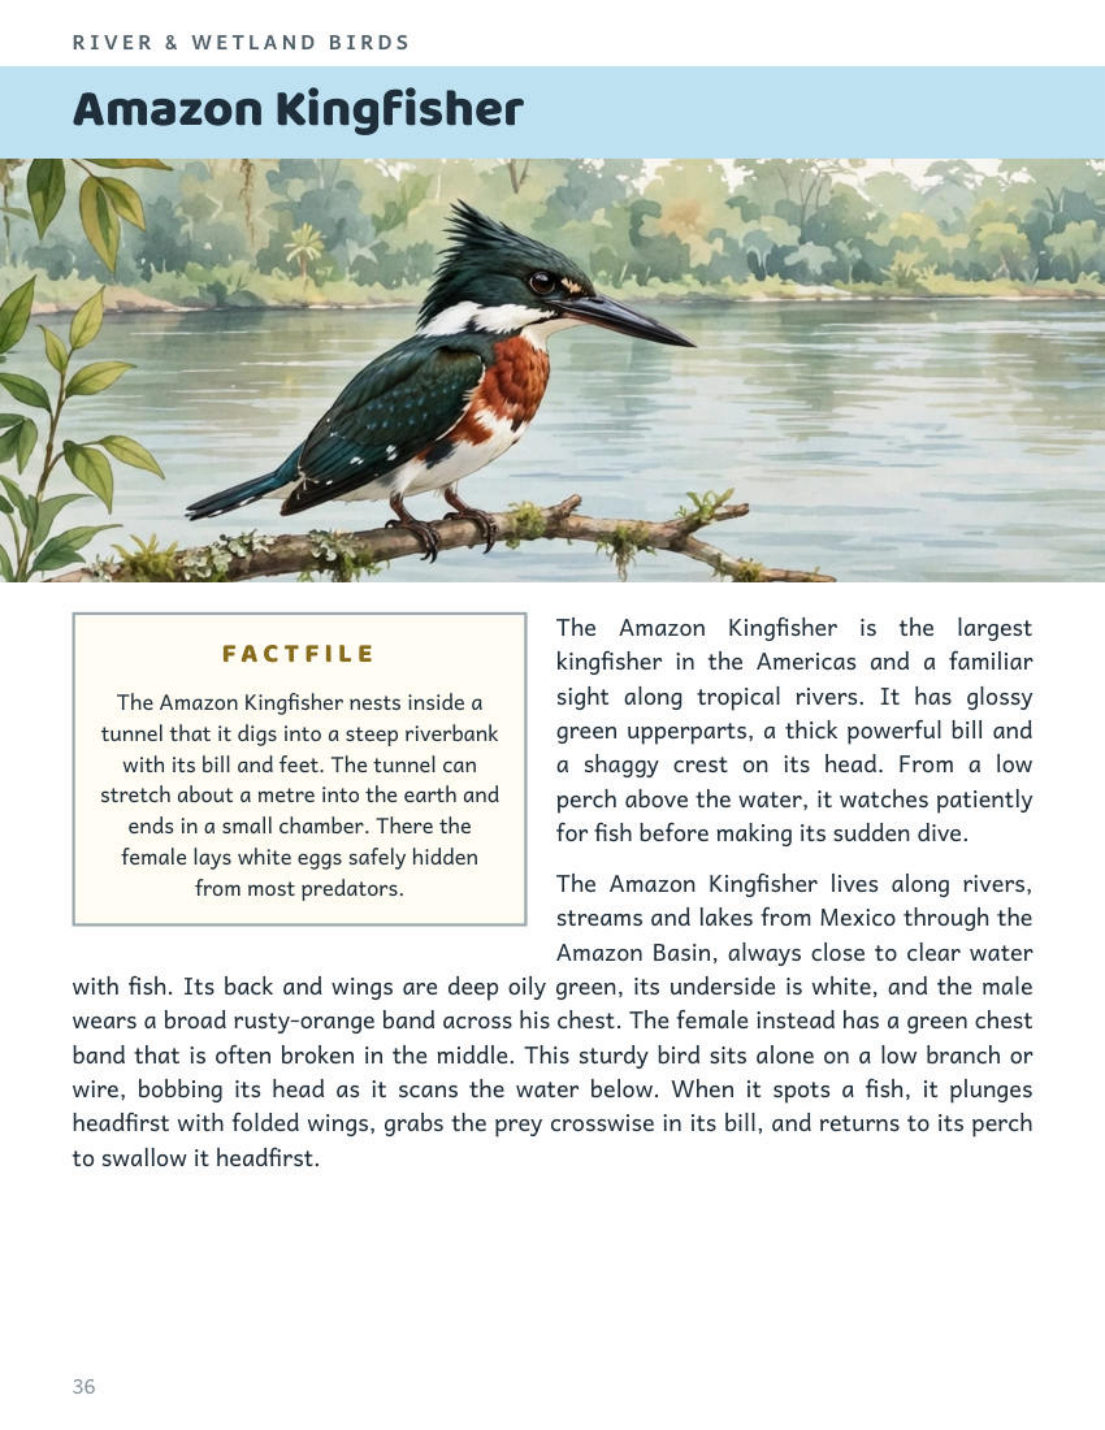 RIVER & WETLAND BIRDS
Amazon Kingfisher
FACTFILE
The Amazon Kingfisher nests inside a
tunnel that it digs into a steep riverbank
with its bill and feet. The tunnel can
stretch about a metre into the earth and
ends in a small chamber. There the
female lays white eggs safely hidden
from most predators.
The Amazon Kingfisher is the largest
kingfisher in the Americas and a familiar
sight along tropical rivers. It has glossy
green upperparts, a thick powerful bill and
a shaggy crest on its head. From a low
perch above the water, it watches patiently
for fish before making its sudden dive.
The Amazon Kingfisher lives along rivers,
streams and lakes from Mexico through the
Amazon Basin, always close to clear water
with fish. Its back and wings are deep oily green, its underside is white, and the male
wears a broad rusty-orange band across his chest. The female instead has a green chest
band that is often broken in the middle. This sturdy bird sits alone on a low branch or
wire, bobbing its head as it scans the water below. When it spots a fish, it plunges
headfirst with folded wings, grabs the prey crosswise in its bill, and returns to its perch
to swallow it headfirst.
36